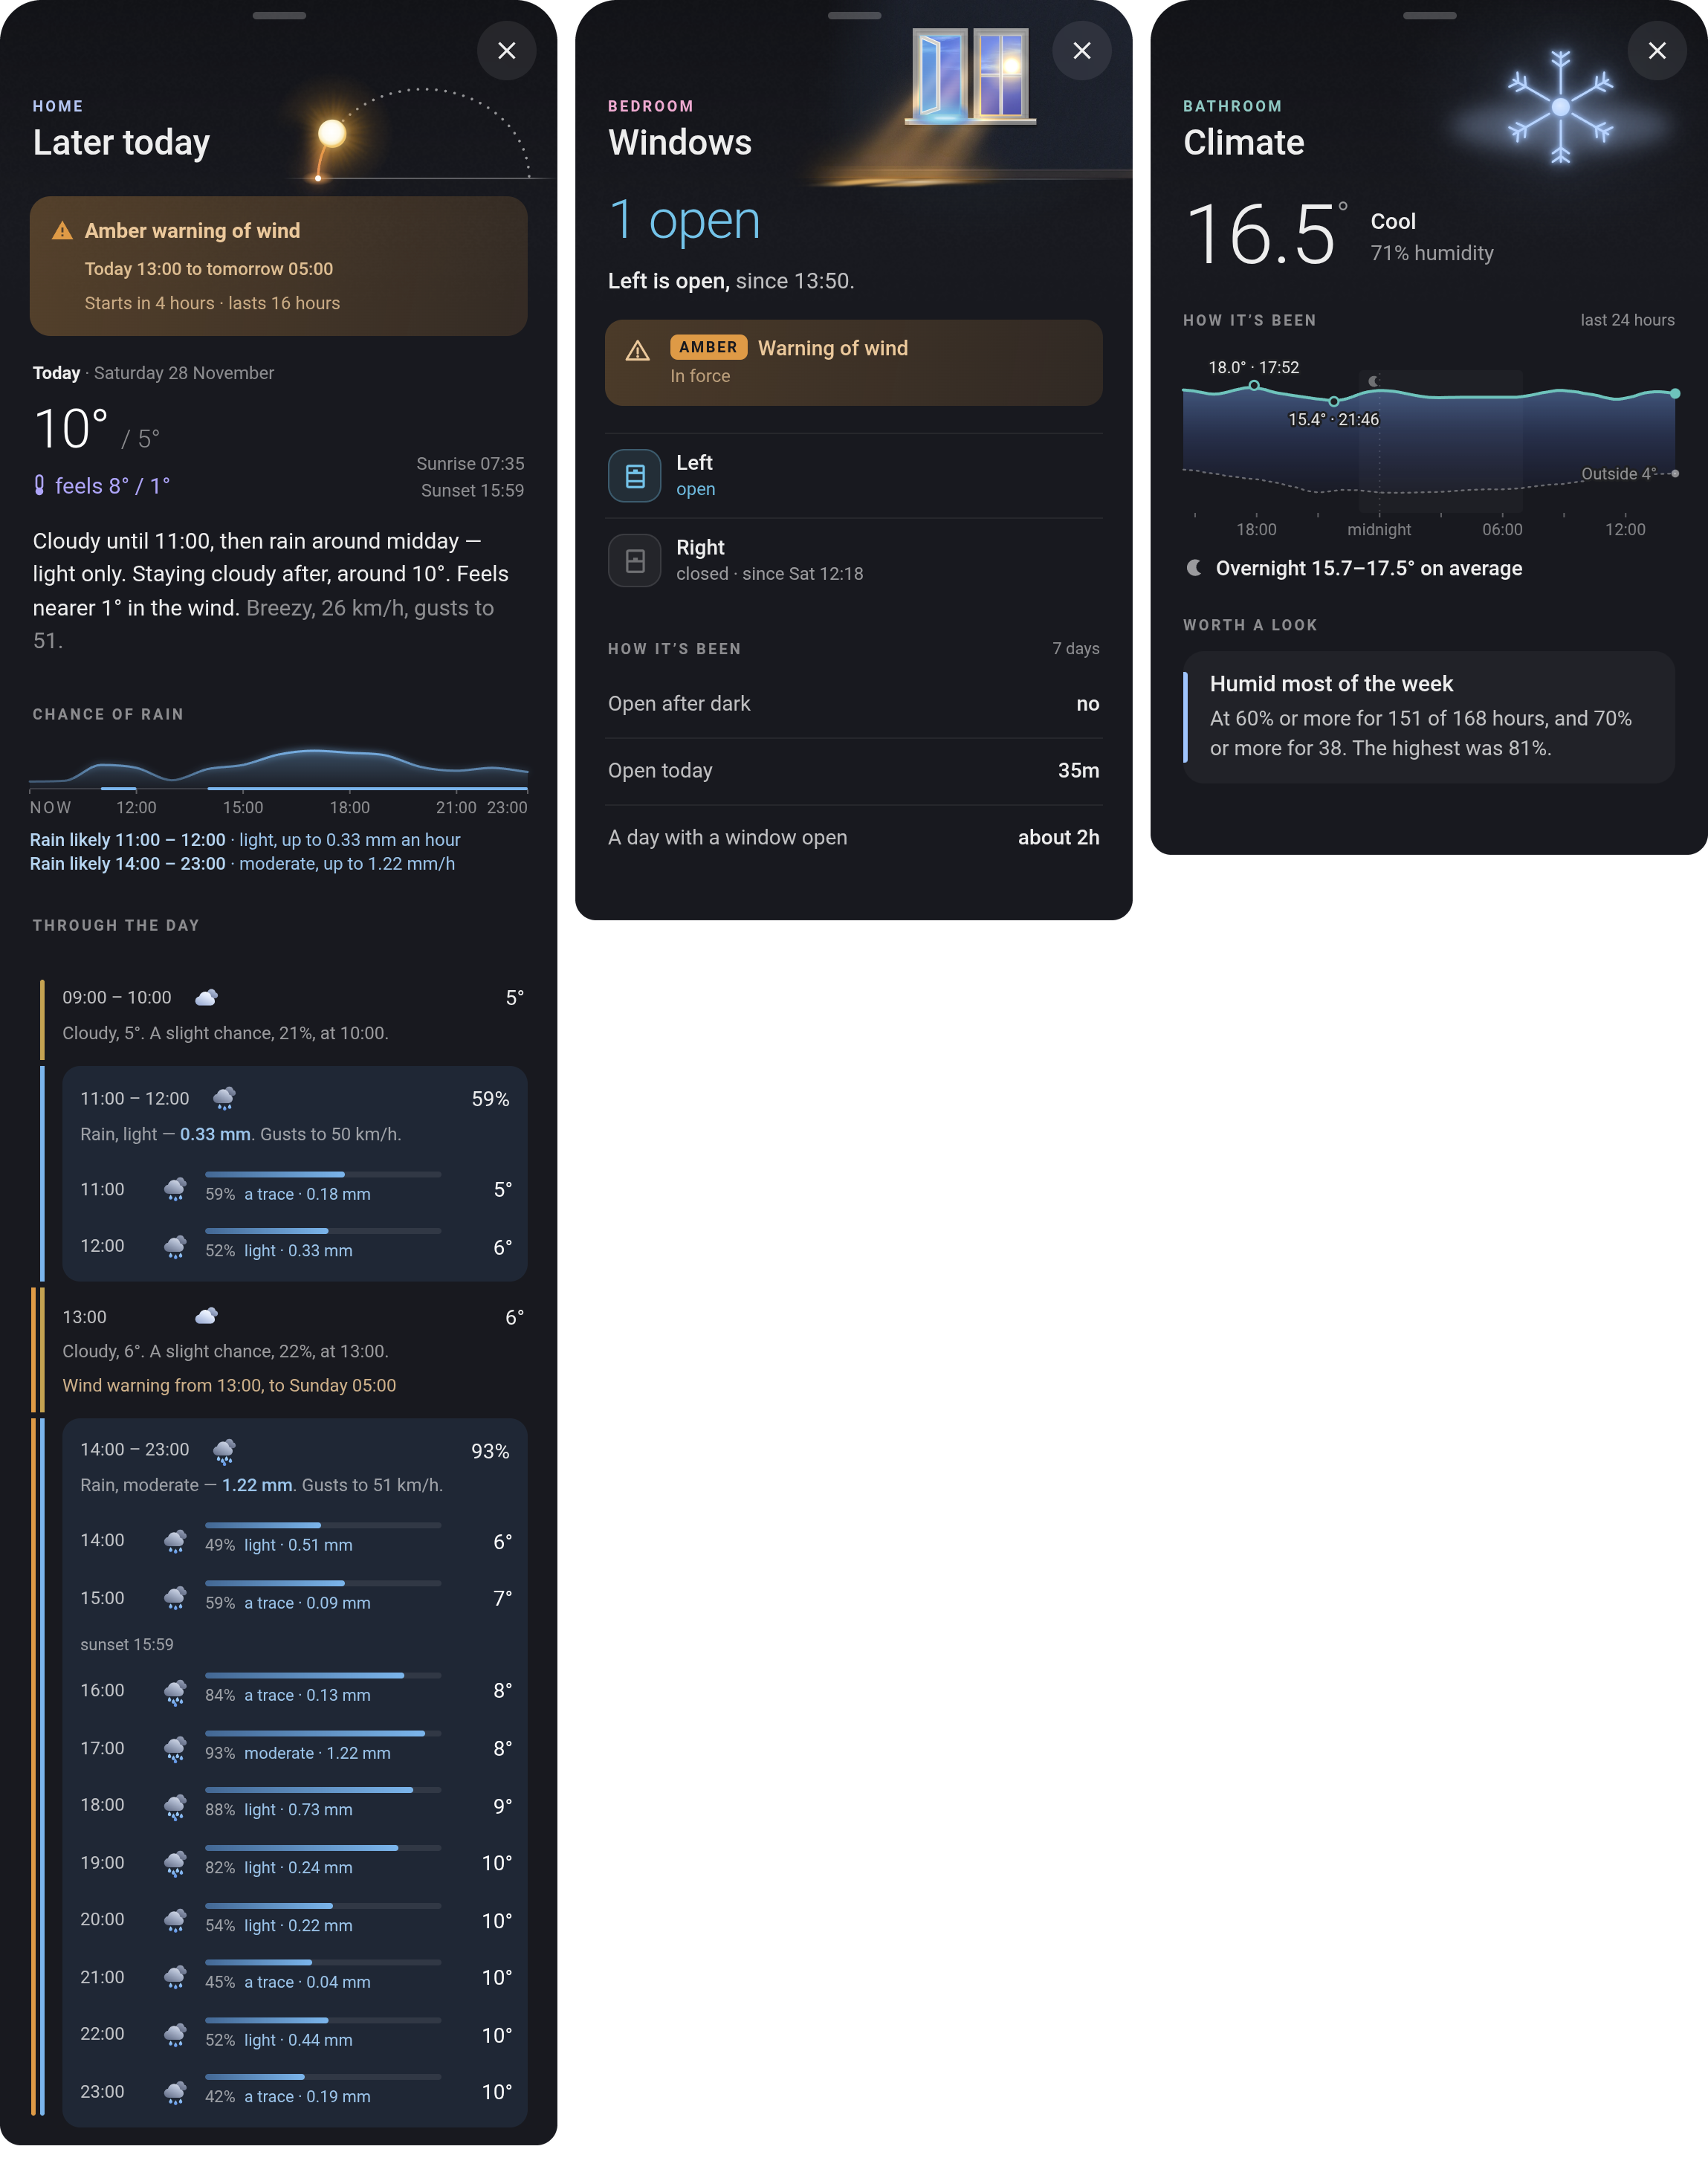 HOME
Later today
Amber warning of wind
Today 13:00 to tomorrow 05:00
Starts in 4 hours · lasts 16 hours
Today · Saturday 28 November
10° / 5°
feels 8° / 1°
Sunrise 07:35
Sunset 15:59
Cloudy until 11:00, then rain around midday —
light only. Staying cloudy after, around 10°. Feels
nearer 1° in the wind. Breezy, 26 km/h, gusts to
51.
CHANCE OF RAIN
NOW 12:00 15:00 18:00 21:00 23:00
Rain likely 11:00 – 12:00 · light, up to 0.33 mm an hour
Rain likely 14:00 – 23:00 · moderate, up to 1.22 mm/h
THROUGH THE DAY
09:00 – 10:00 5°
Cloudy, 5°. A slight chance, 21%, at 10:00.
11:00 – 12:00 59%
Rain, light — 0.33 mm. Gusts to 50 km/h.
11:00 59% a trace · 0.18 mm 5°
12:00 52% light · 0.33 mm 6°
13:00 6°
Cloudy, 6°. A slight chance, 22%, at 13:00.
Wind warning from 13:00, to Sunday 05:00
14:00 – 23:00 93%
Rain, moderate — 1.22 mm. Gusts to 51 km/h.
14:00 49% light · 0.51 mm 6°
15:00 59% a trace · 0.09 mm 7°
sunset 15:59
16:00 84% a trace · 0.13 mm 8°
17:00 93% moderate · 1.22 mm 8°
18:00 88% light · 0.73 mm 9°
19:00 82% light · 0.24 mm 10°
20:00 54% light · 0.22 mm 10°
21:00 45% a trace · 0.04 mm 10°
22:00 52% light · 0.44 mm 10°
23:00 42% a trace · 0.19 mm 10°
BEDROOM
Windows
1 open
Left is open, since 13:50.
AMBER Warning of wind
In force
Left
open
Right
closed · since Sat 12:18
HOW IT'S BEEN 7 days
Open after dark no
Open today 35m
A day with a window open about 2h
BATHROOM
Climate
16.5°
Cool
71% humidity
HOW IT'S BEEN last 24 hours
18.0° · 17:52
15.4° · 21:46
Outside 4°
18:00 midnight 06:00 12:00
Overnight 15.7–17.5° on average
WORTH A LOOK
Humid most of the week
At 60% or more for 151 of 168 hours, and 70%
or more for 38. The highest was 81%.